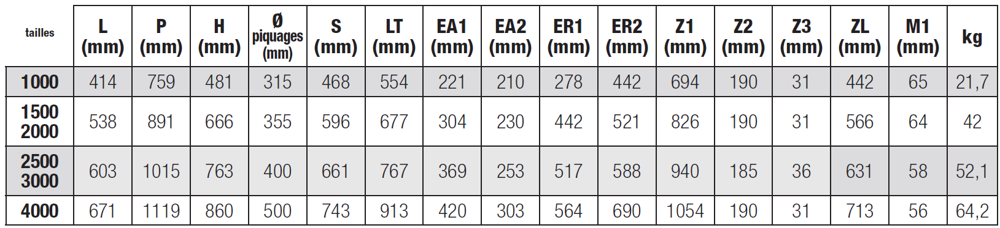 tailles L (mm) P (mm) H (mm) Ø piquages (mm) S (mm) LT (mm) EA1 (mm) EA2 (mm) ER1 (mm) ER2 (mm) Z1 (mm) Z2 (mm) Z3 (mm) ZL (mm) M1 (mm) kg
1000 414 759 481 315 468 554 221 210 278 442 694 190 31 442 65 21,7
1500 2000 538 891 666 355 596 677 304 230 442 521 826 190 31 566 64 42
2500 3000 603 1015 763 400 661 767 369 253 517 588 940 185 36 631 58 52,1
4000 671 1119 860 500 743 913 420 303 564 690 1054 190 31 713 56 64,2